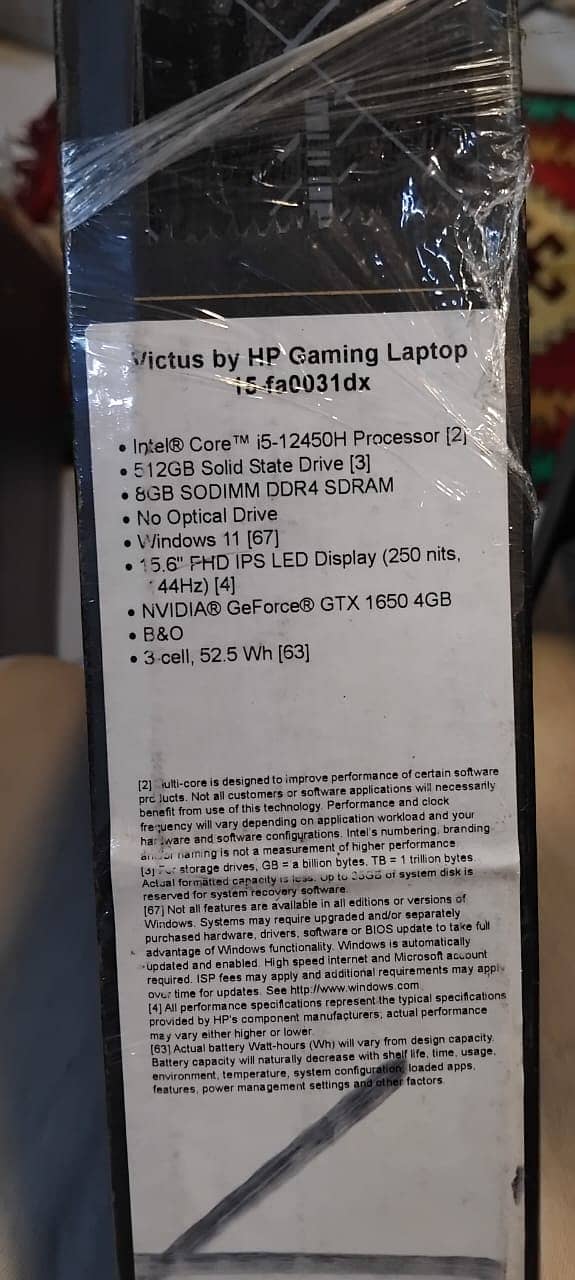 Victus by HP Gaming Laptop
15-fa0031dx
• Intel® Core™ i5-12450H Processor [2]
• 512GB Solid State Drive [3]
• 8GB SODIMM DDR4 SDRAM
• No Optical Drive
• Windows 11 [67]
• 15.6" FHD IPS LED Display (250 nits,
144Hz) [4]
• NVIDIA® GeForce® GTX 1650 4GB
• B&O
• 3-cell, 52.5 Wh [63]
[2] Multi-core is designed to improve performance of certain software
products. Not all customers or software applications will necessarily
benefit from use of this technology. Performance and clock
frequency will vary depending on application workload and your
hardware and software configurations. Intel's numbering, branding
and/or naming is not a measurement of higher performance.
[3] For storage drives, GB = a billion bytes, TB = 1 trillion bytes.
Actual formatted capacity is less. Up to 35GB of system disk is
reserved for system recovery software.
[67] Not all features are available in all editions or versions of
Windows. Systems may require upgraded and/or separately
purchased hardware, drivers, software or BIOS update to take full
advantage of Windows functionality. Windows is automatically
updated and enabled. High speed internet and Microsoft account
required. ISP fees may apply and additional requirements may apply
over time for updates. See http://www.windows.com.
[4] All performance specifications represent the typical specifications
provided by HP's component manufacturers; actual performance
may vary either higher or lower.
[63] Actual battery Watt-hours (Wh) will vary from design capacity.
Battery capacity will naturally decrease with shelf life, time, usage,
environment, temperature, system configuration, loaded apps,
features, power management settings and other factors.